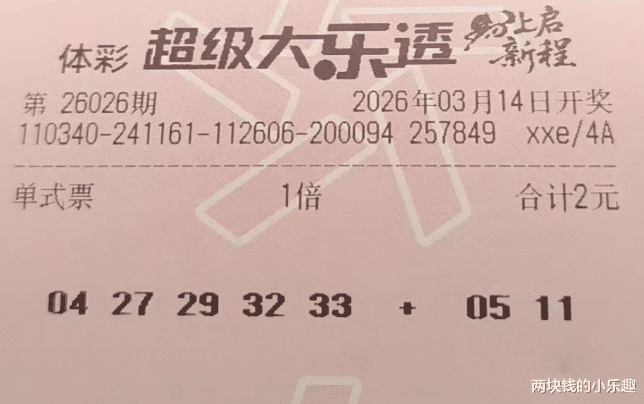 体彩 超级大乐透 马上启
新程
第 26026期 2026年03月14日开奖
110340-241161-112606-200094 257849 xxe/4A
单式票 1倍 合计2元
04 27 29 32 33 + 05 11
两块钱的小乐趣